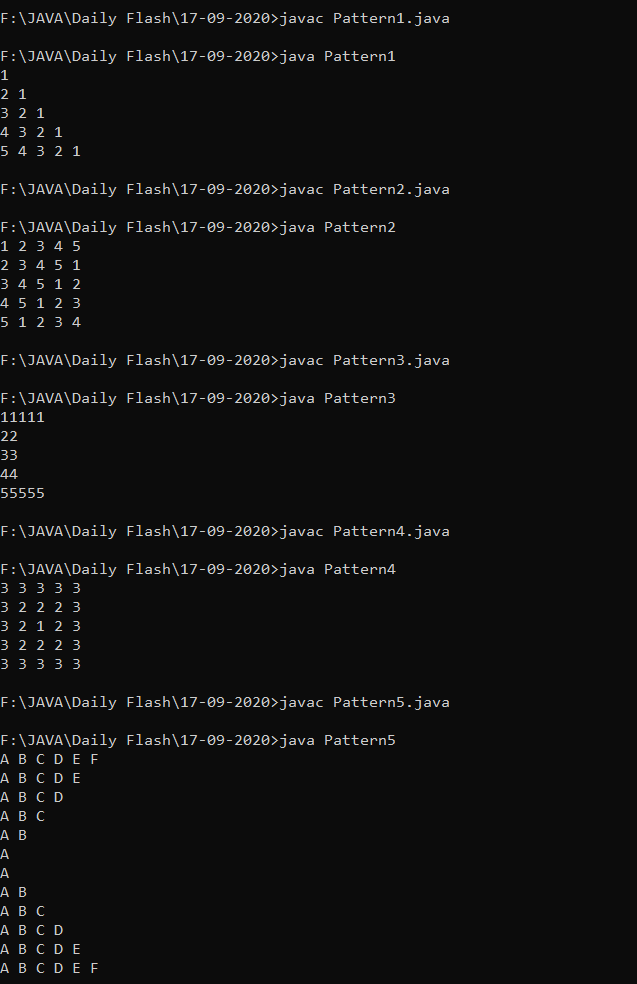 F:\JAVA\Daily Flash\17-09-2020>javac Pattern1.java
F:\JAVA\Daily Flash\17-09-2020>java Pattern1
1
2 1
3 2 1
4 3 2 1
5 4 3 2 1
F:\JAVA\Daily Flash\17-09-2020>javac Pattern2.java
F:\JAVA\Daily Flash\17-09-2020>java Pattern2
1 2 3 4 5
2 3 4 5 1
3 4 5 1 2
4 5 1 2 3
5 1 2 3 4
F:\JAVA\Daily Flash\17-09-2020>javac Pattern3.java
F:\JAVA\Daily Flash\17-09-2020>java Pattern3
11111
22
33
44
55555
F:\JAVA\Daily Flash\17-09-2020>javac Pattern4.java
F:\JAVA\Daily Flash\17-09-2020>java Pattern4
3 3 3 3 3
3 2 2 2 3
3 2 1 2 3
3 2 2 2 3
3 3 3 3 3
F:\JAVA\Daily Flash\17-09-2020>javac Pattern5.java
F:\JAVA\Daily Flash\17-09-2020>java Pattern5
A B C D E F
A B C D E
A B C D
A B C
A B
A
A
A B
A B C
A B C D
A B C D E
A B C D E F